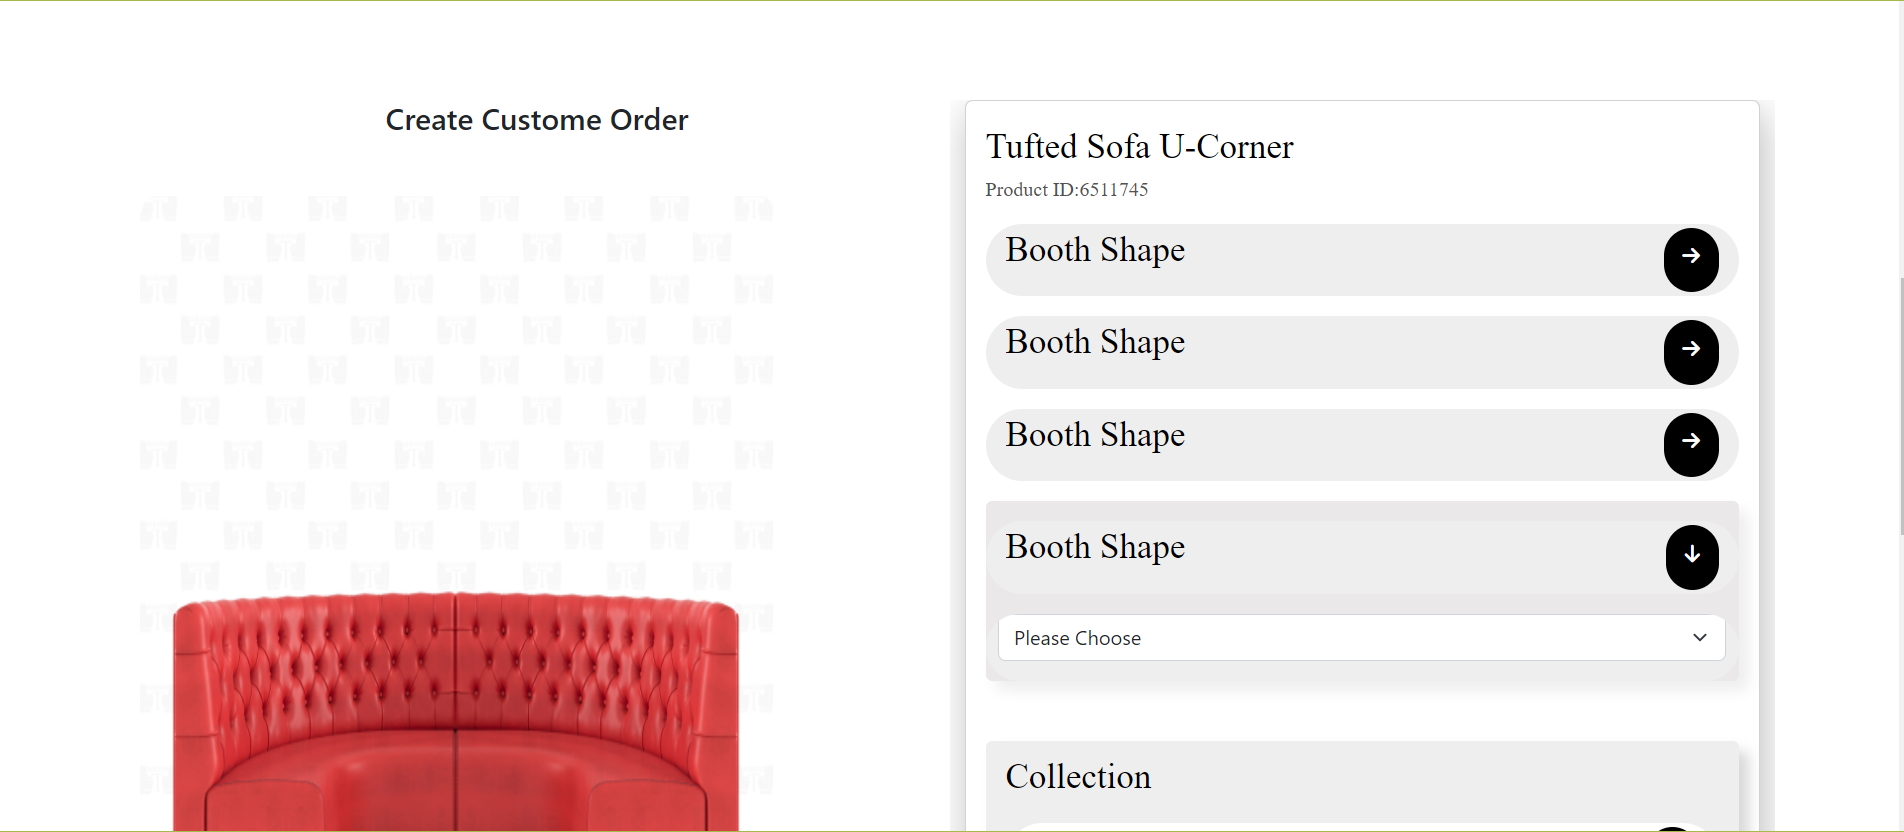 Create Custome Order
Tufted Sofa U-Corner
Product ID:6511745
Booth Shape
Booth Shape
Booth Shape
Booth Shape
Please Choose
Collection